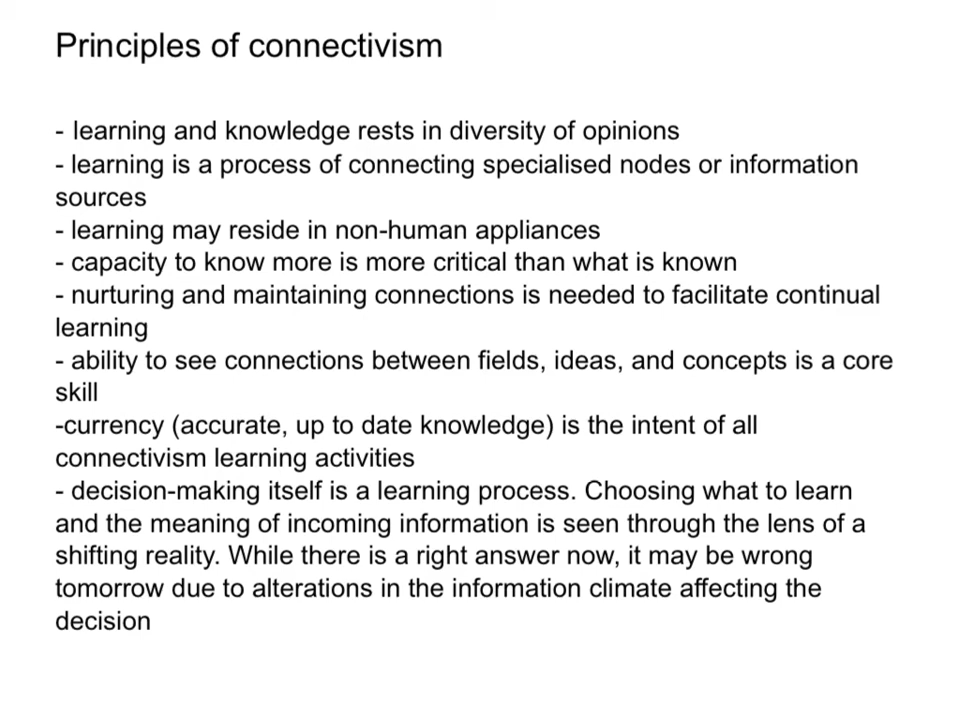 Principles of connectivism
- learning and knowledge rests in diversity of opinions
- learning is a process of connecting specialised nodes or information
sources
- learning may reside in non-human appliances
- capacity to know more is more critical than what is known
- nurturing and maintaining connections is needed to facilitate continual
learning
- ability to see connections between fields, ideas, and concepts is a core
skill
-currency (accurate, up to date knowledge) is the intent of all
connectivism learning activities
- decision-making itself is a learning process. Choosing what to learn
and the meaning of incoming information is seen through the lens of a
shifting reality. While there is a right answer now, it may be wrong
tomorrow due to alterations in the information climate affecting the
decision